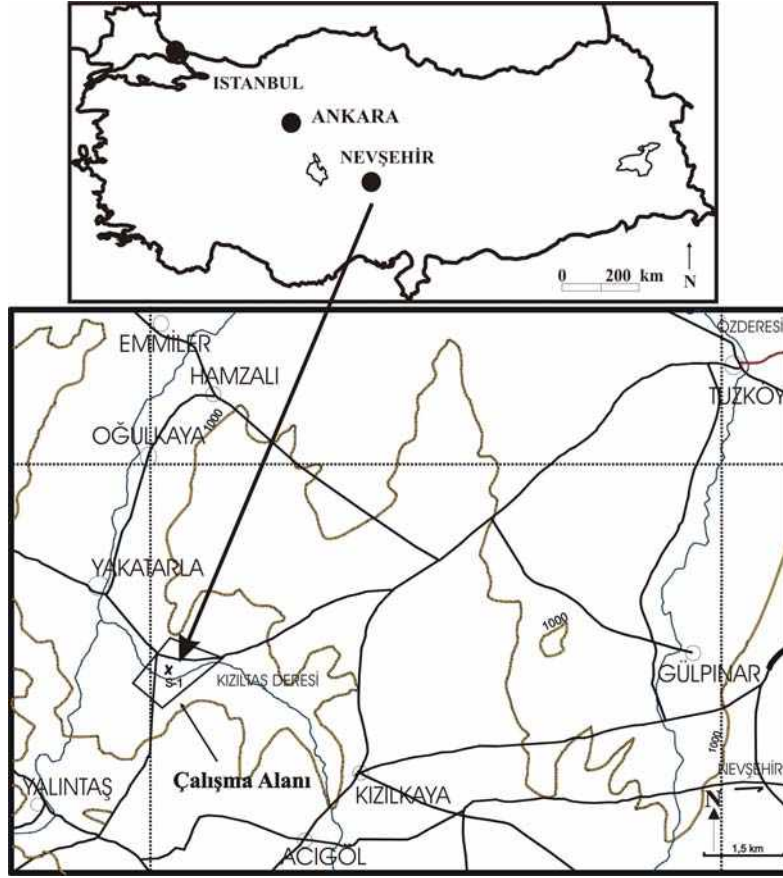 ISTANBUL
ANKARA
NEVŞEHİR
0 200 km
N
EMMİLER
ÖZDERESİ
HAMZALI
TUZKÖY
1000
OĞULKAYA
YAKATARLA
1000
S-1
KIZILTAŞ DERESİ
GÜLPINAR
1000
Çalışma Alanı
NEVŞEHİR
YALINTAŞ
KIZILKAYA
N
ACIGÖL
1,5 km